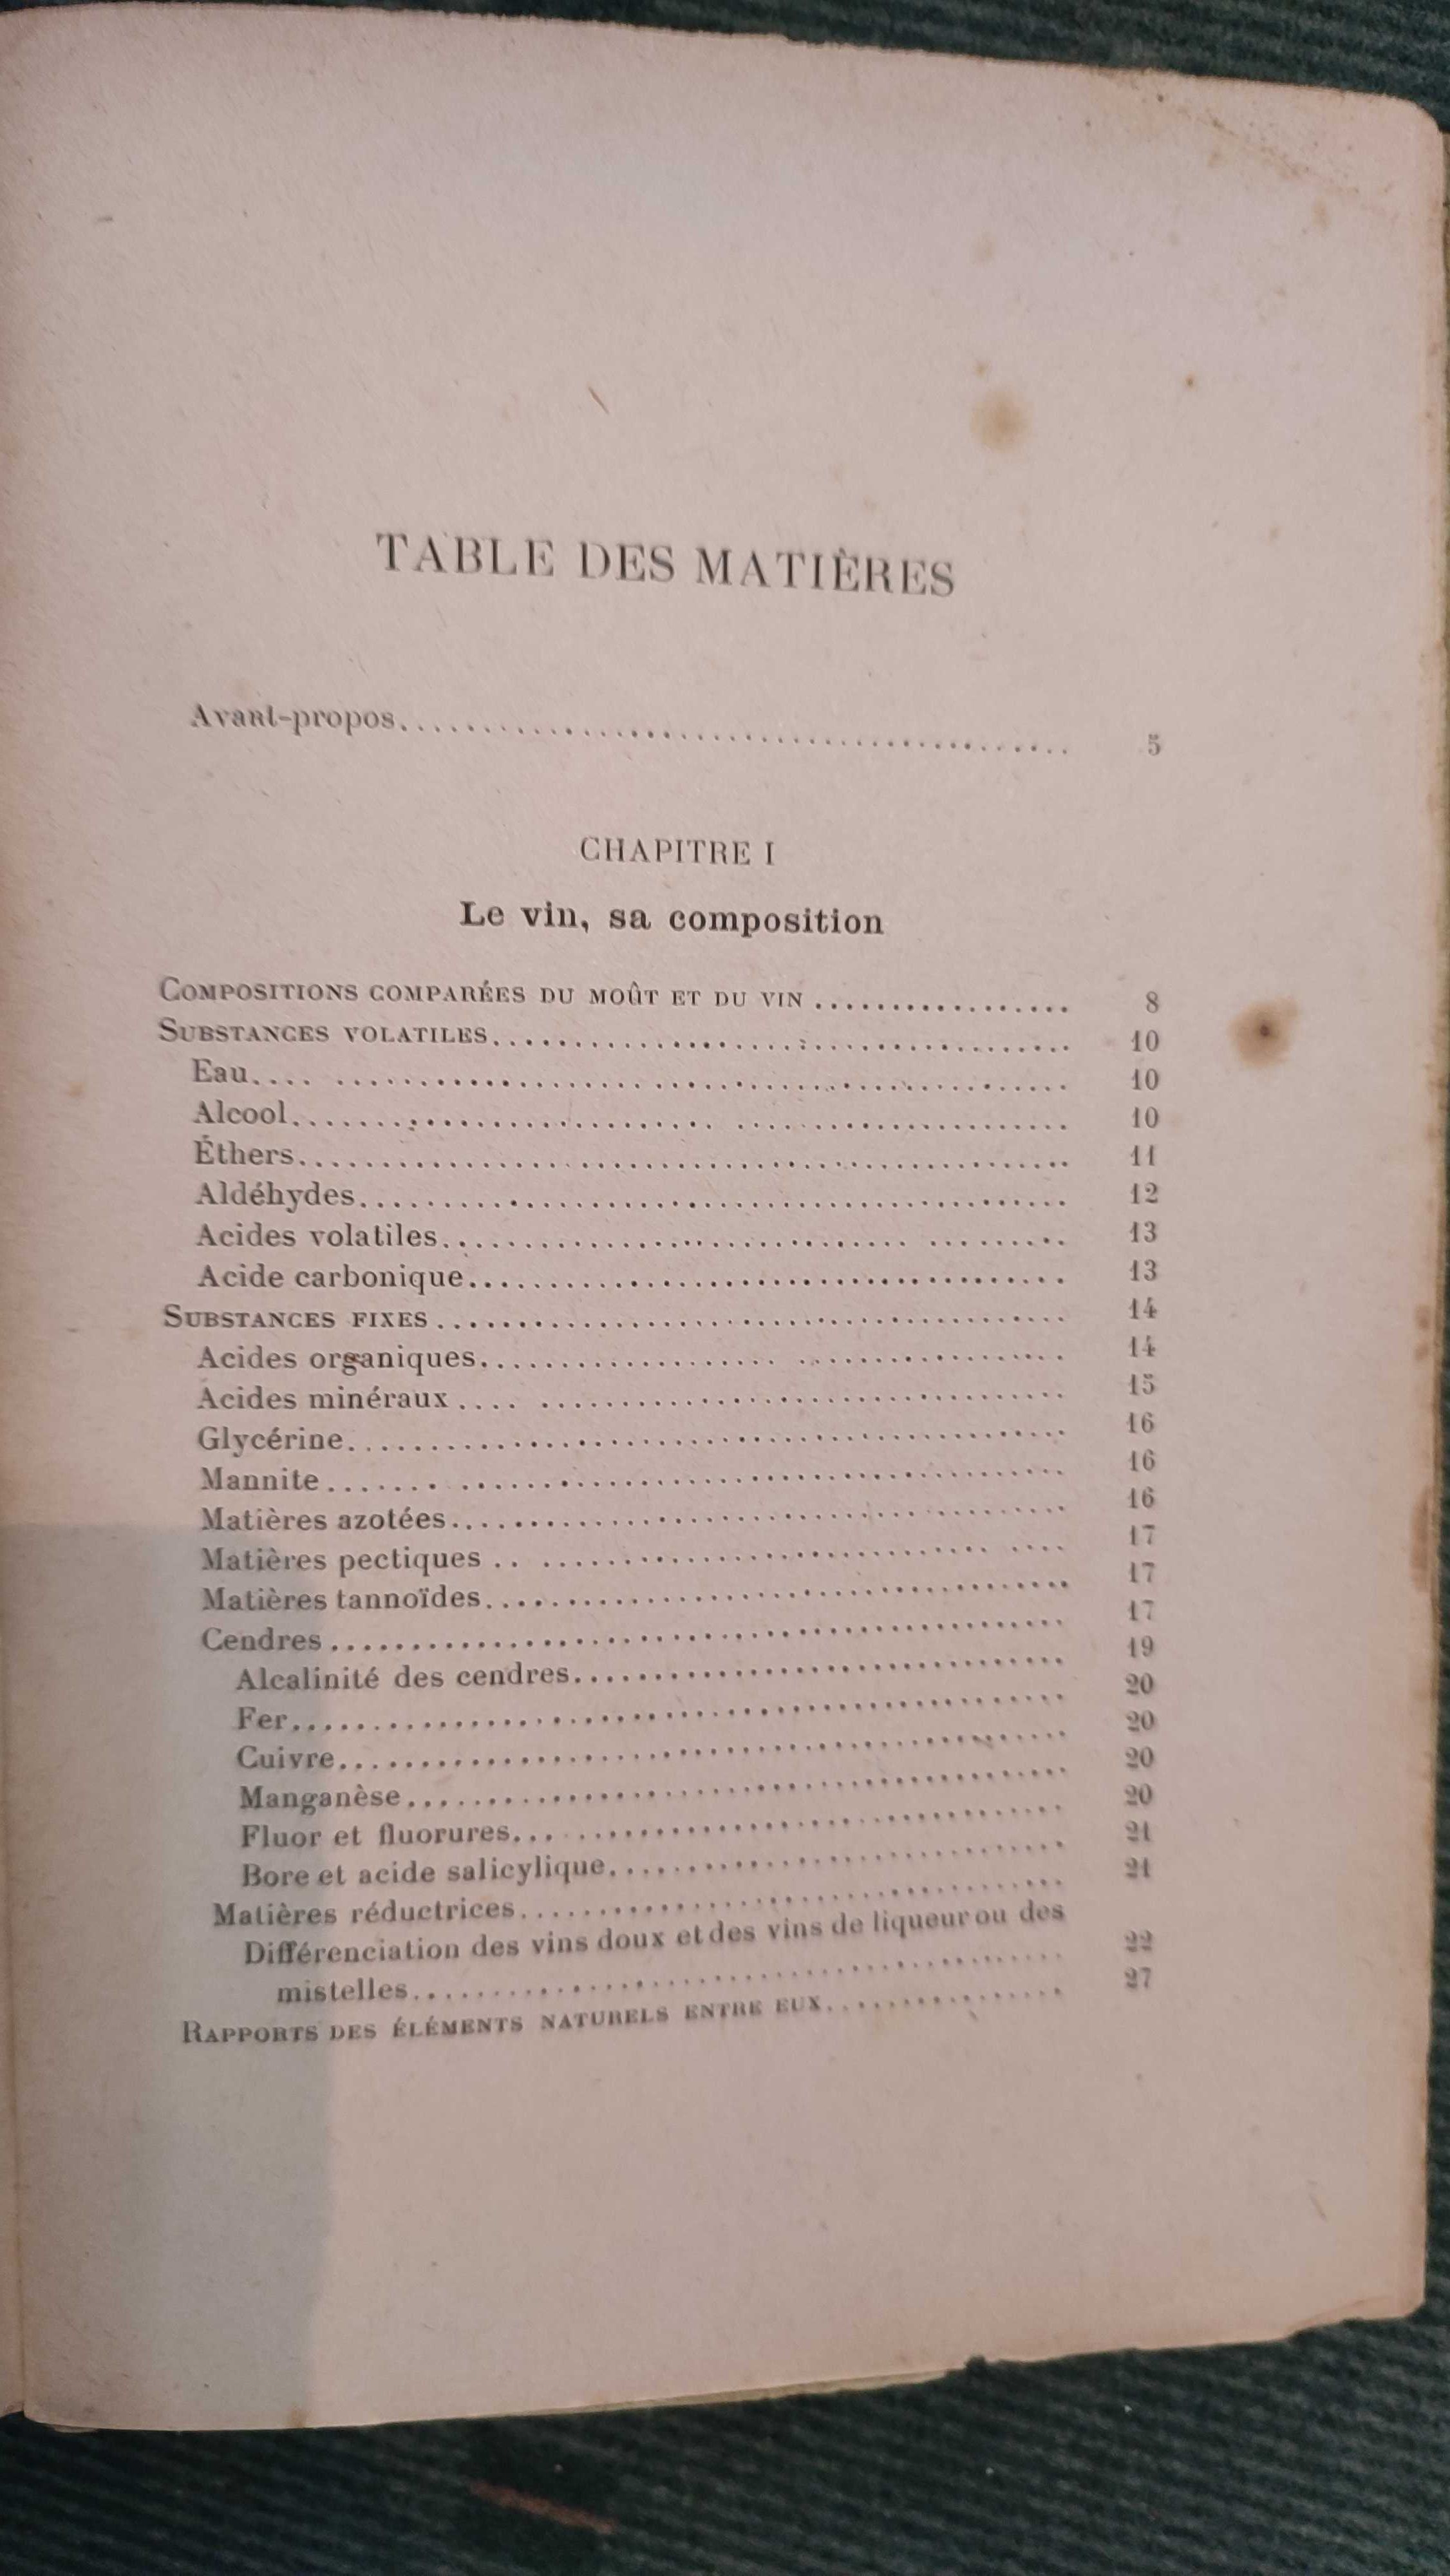 TABLE DES MATIÈRES
Avant-propos........................................ 5
CHAPITRE I
Le vin, sa composition
COMPOSITIONS COMPARÉES DU MOÛT ET DU VIN ................. 8
SUBSTANCES VOLATILES.................................... 10
Eau.... ............................................ 10
Alcool.............................................. 10
Éthers.............................................. 11
Aldéhydes........................................... 12
Acides volatiles.................................... 13
Acide carbonique.................................... 13
SUBSTANCES FIXES ....................................... 14
Acides organiques................................... 14
Acides minéraux .... ............................... 15
Glycérine........................................... 16
Mannite ............................................ 16
Matières azotées.................................... 16
Matières pectiques .. .............................. 17
Matières tannoïdes.................................. 17
Cendres ............................................ 17
Alcalinité des cendres.............................. 19
Fer................................................. 20
Cuivre.............................................. 20
Manganèse........................................... 20
Fluor et fluorures... .............................. 20
Bore et acide salicylique........................... 21
Matières réductrices................................ 21
Différenciation des vins doux et des vins de liqueur ou des
mistelles........................................... 22
RAPPORTS DES ÉLÉMENTS NATURELS ENTRE EUX............... 27